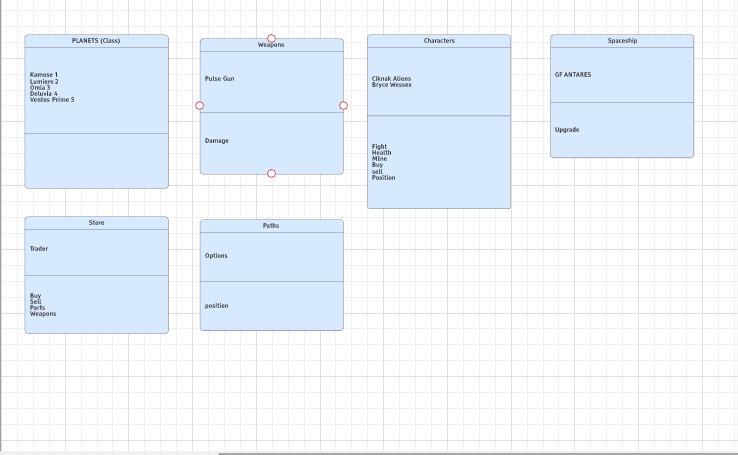 PLANETS (Class)
Kamose 1
Lumiere 2
Omia 3
Deluvia 4
Ventos Prime 5
Weapons
Pulse Gun
Damage
Characters
Ciknak Aliens
Bryce Wessex
Fight
Health
MIne
Buy
sell
Position
Spaceship
GF ANTARES
Upgrade
Store
Trader
Buy
Sell
Parts
Weapons
Paths
Options
position